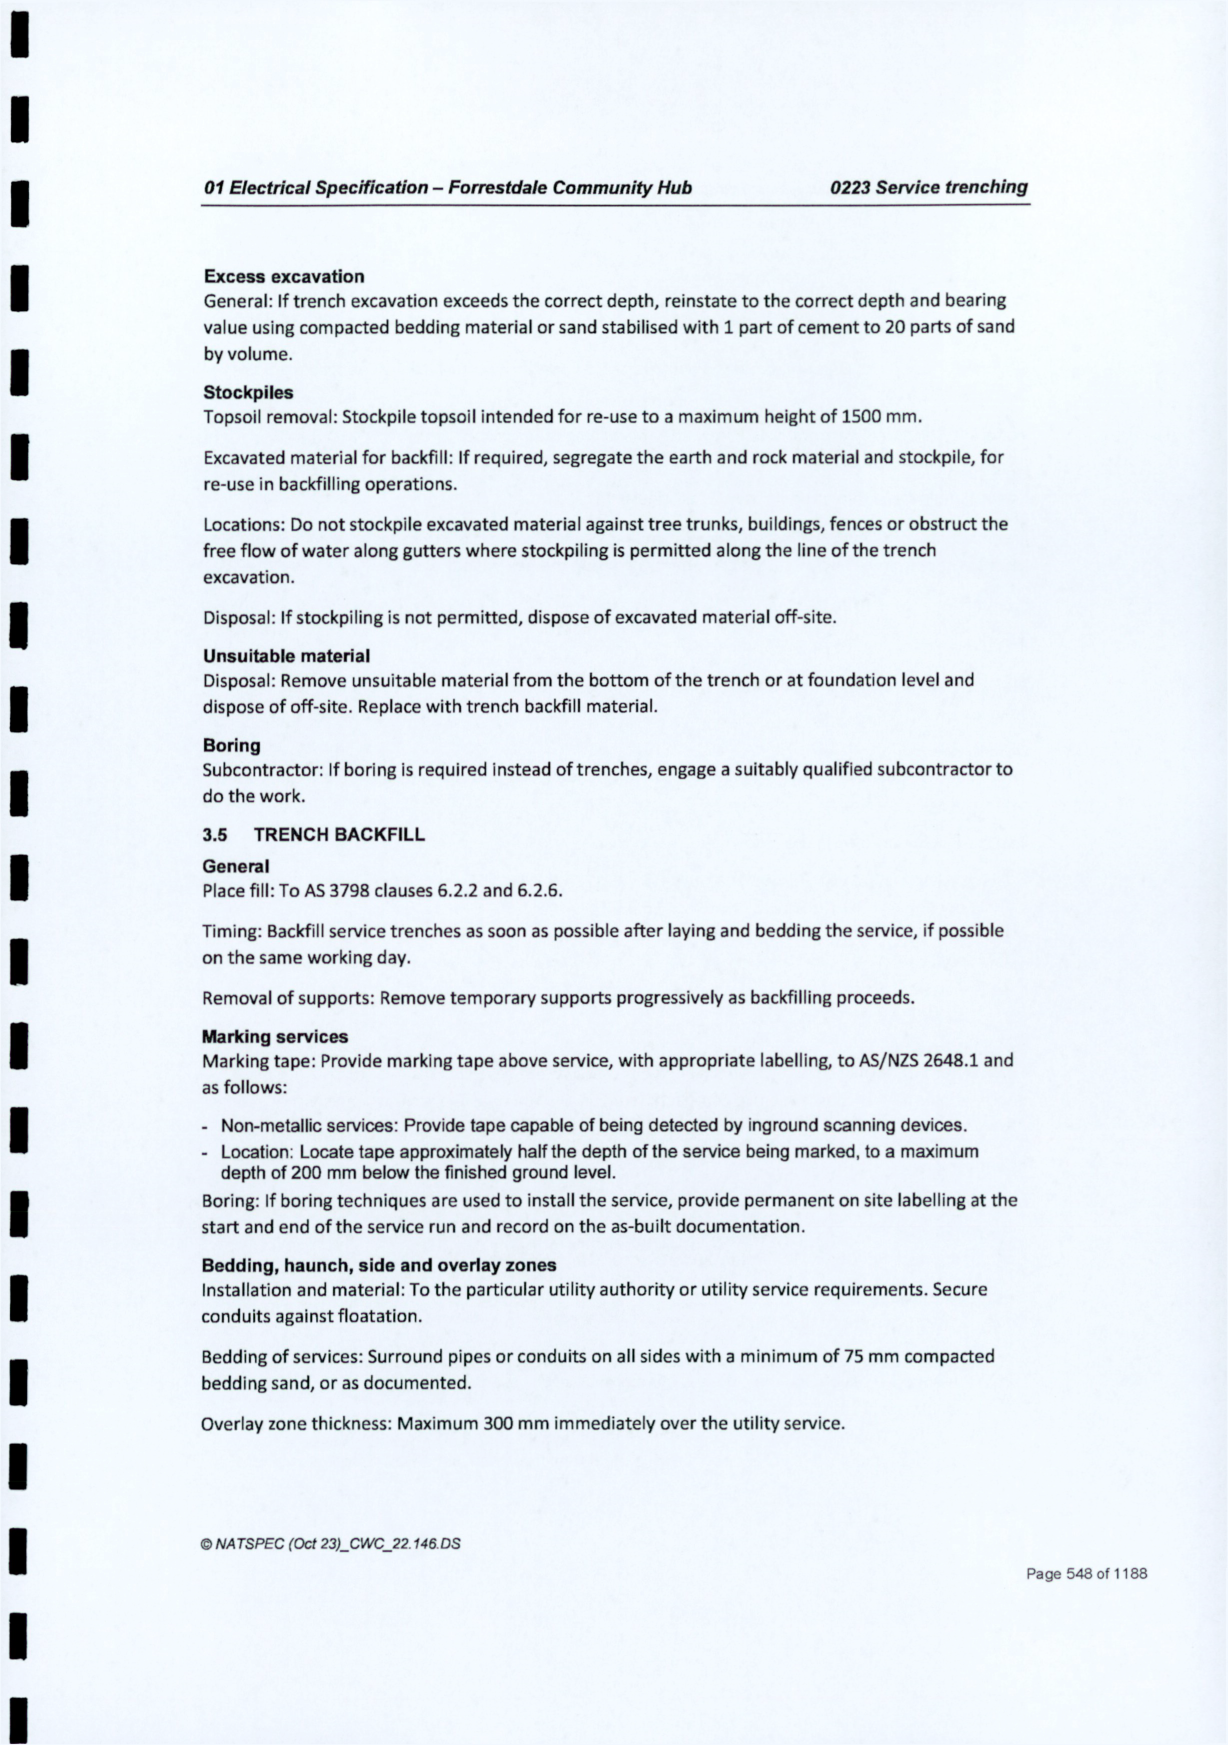 01 Electrical Specification – Forrestdale Community Hub 0223 Service trenching
Excess excavation
General: If trench excavation exceeds the correct depth, reinstate to the correct depth and bearing
value using compacted bedding material or sand stabilised with 1 part of cement to 20 parts of sand
by volume.
Stockpiles
Topsoil removal: Stockpile topsoil intended for re-use to a maximum height of 1500 mm.
Excavated material for backfill: If required, segregate the earth and rock material and stockpile, for
re-use in backfilling operations.
Locations: Do not stockpile excavated material against tree trunks, buildings, fences or obstruct the
free flow of water along gutters where stockpiling is permitted along the line of the trench
excavation.
Disposal: If stockpiling is not permitted, dispose of excavated material off-site.
Unsuitable material
Disposal: Remove unsuitable material from the bottom of the trench or at foundation level and
dispose of off-site. Replace with trench backfill material.
Boring
Subcontractor: If boring is required instead of trenches, engage a suitably qualified subcontractor to
do the work.
3.5 TRENCH BACKFILL
General
Place fill: To AS 3798 clauses 6.2.2 and 6.2.6.
Timing: Backfill service trenches as soon as possible after laying and bedding the service, if possible
on the same working day.
Removal of supports: Remove temporary supports progressively as backfilling proceeds.
Marking services
Marking tape: Provide marking tape above service, with appropriate labelling, to AS/NZS 2648.1 and
as follows:
- Non-metallic services: Provide tape capable of being detected by inground scanning devices.
- Location: Locate tape approximately half the depth of the service being marked, to a maximum
depth of 200 mm below the finished ground level.
Boring: If boring techniques are used to install the service, provide permanent on site labelling at the
start and end of the service run and record on the as-built documentation.
Bedding, haunch, side and overlay zones
Installation and material: To the particular utility authority or utility service requirements. Secure
conduits against floatation.
Bedding of services: Surround pipes or conduits on all sides with a minimum of 75 mm compacted
bedding sand, or as documented.
Overlay zone thickness: Maximum 300 mm immediately over the utility service.
© NATSPEC (Oct 23)_CWC_22.146.DS
Page 548 of 1188